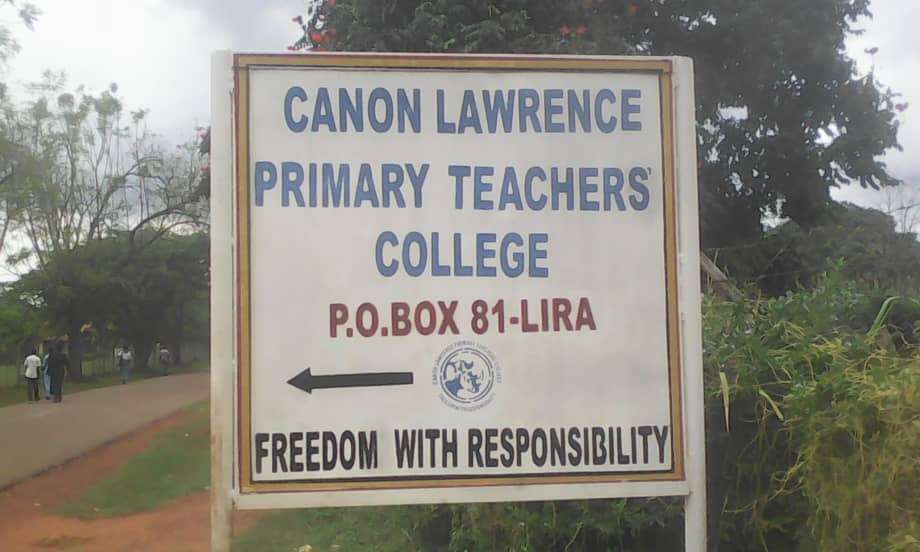 CANON LAWRENCE
PRIMARY TEACHERS'
COLLEGE
P.O.BOX 81-LIRA
FREEDOM WITH RESPONSIBILITY